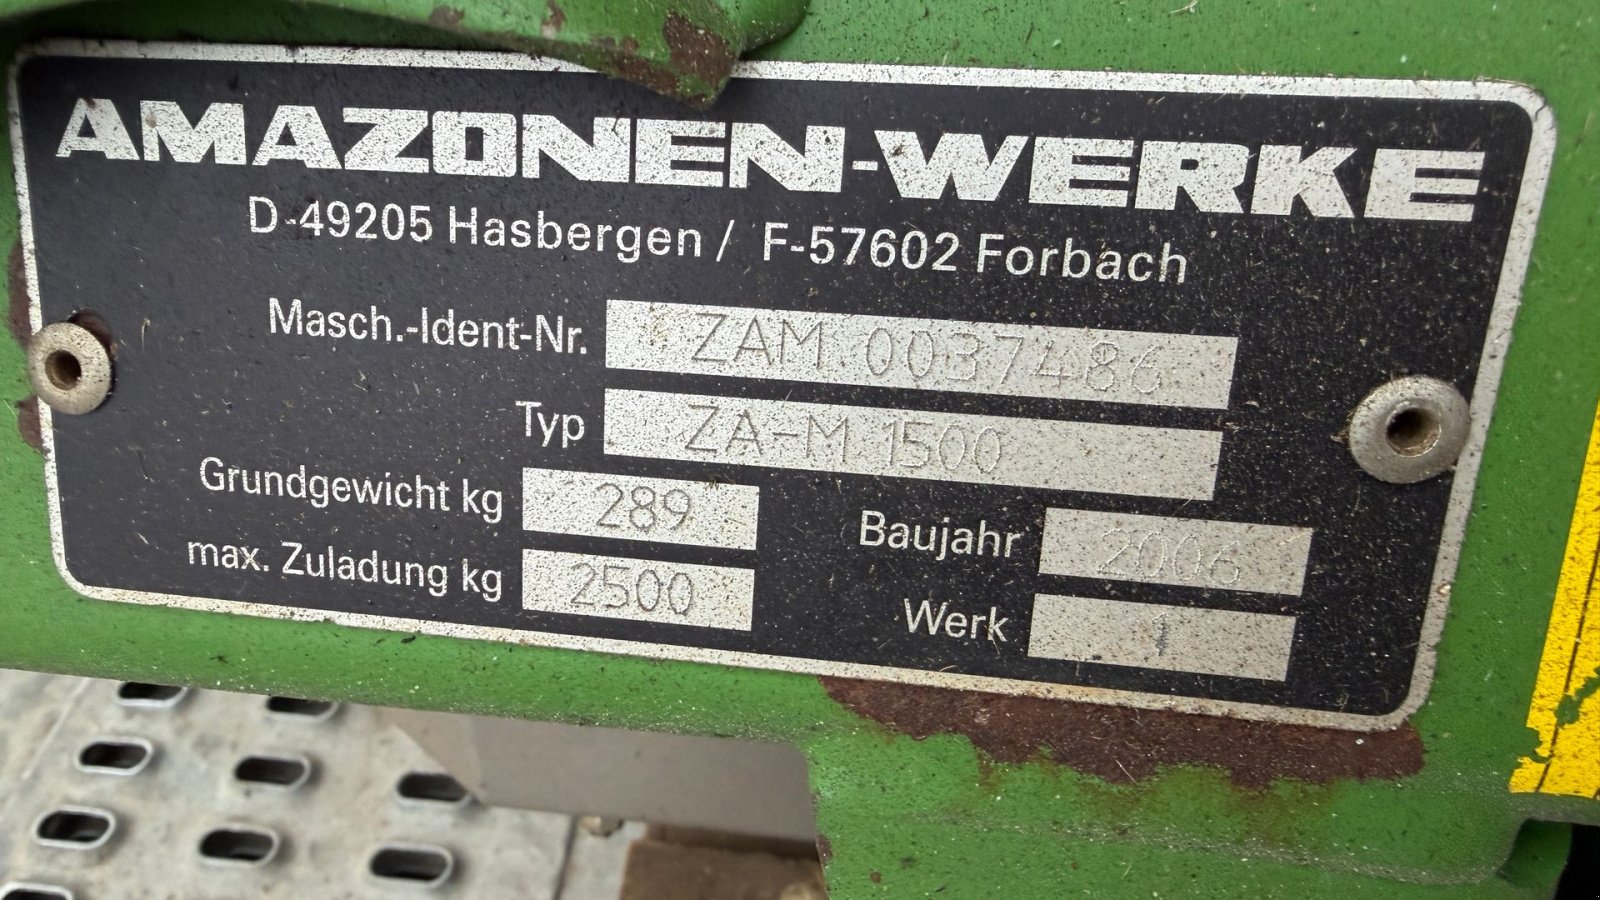 AMAZONEN-WERKE
D-49205 Hasbergen / F-57602 Forbach
Masch.-Ident-Nr. ZAM 0037486
Typ ZA-M 1500
Grundgewicht kg 289
Baujahr 2006
max. Zuladung kg 2500
Werk 1